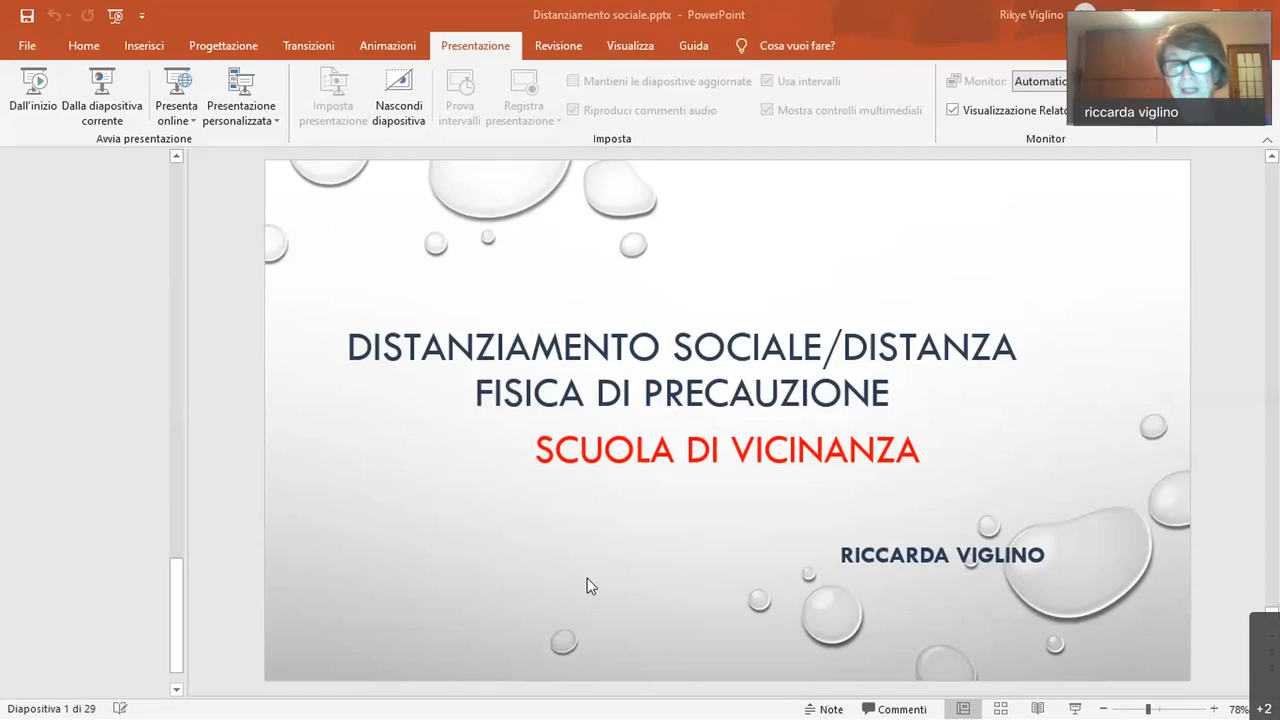 Distanziamento sociale.pptx - PowerPoint
Rikye Viglino
File Home Inserisci Progettazione Transizioni Animazioni Presentazione Revisione Visualizza Guida Cosa vuoi fare?
Dall'inizio
Dalla diapositiva corrente
Presenta online
Presentazione personalizzata
Avvia presentazione
Imposta presentazione
Nascondi diapositiva
Prova intervalli
Registra presentazione
Mantieni le diapositive aggiornate
Riproduci commenti audio
Usa intervalli
Mostra controlli multimediali
Imposta
Monitor: Automatic
Visualizzazione Relato
Monitor
riccarda viglino
DISTANZIAMENTO SOCIALE/DISTANZA
FISICA DI PRECAUZIONE
SCUOLA DI VICINANZA
RICCARDA VIGLINO
Diapositiva 1 di 29
Note
Commenti
78%
+2